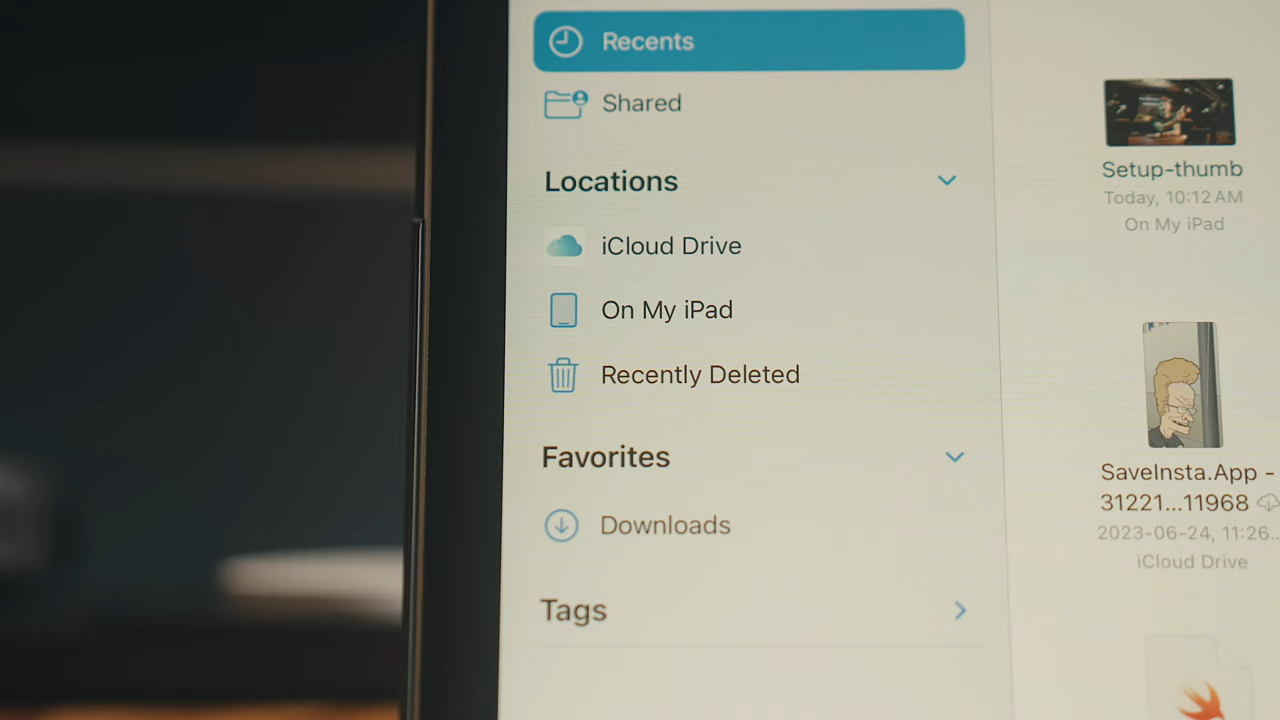 Recents
Shared
Locations
iCloud Drive
On My iPad
Recently Deleted
Favorites
Downloads
Tags
Setup-thumb
Today, 10:12 AM
On My iPad
SaveInsta.App -
31221...11968
2023-06-24, 11:26..
iCloud Drive